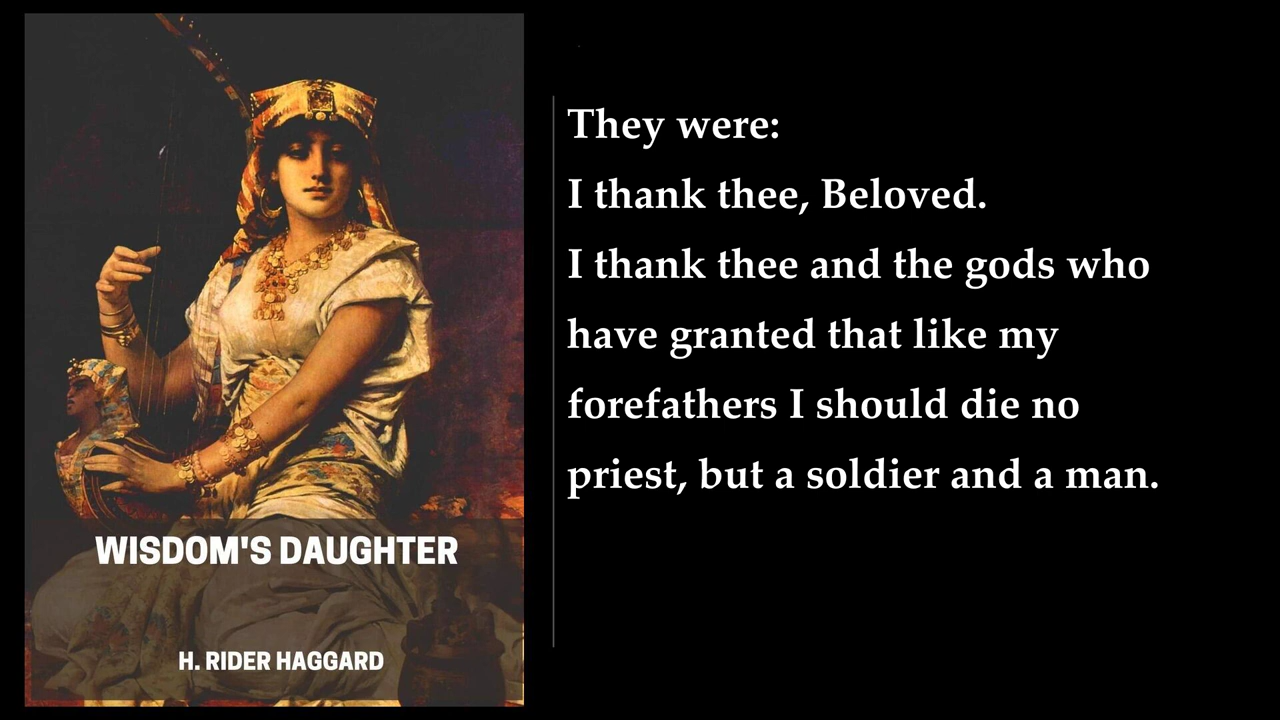 WISDOM'S DAUGHTER
H. RIDER HAGGARD
They were:
I thank thee, Beloved.
I thank thee and the gods who
have granted that like my
forefathers I should die no
priest, but a soldier and a man.